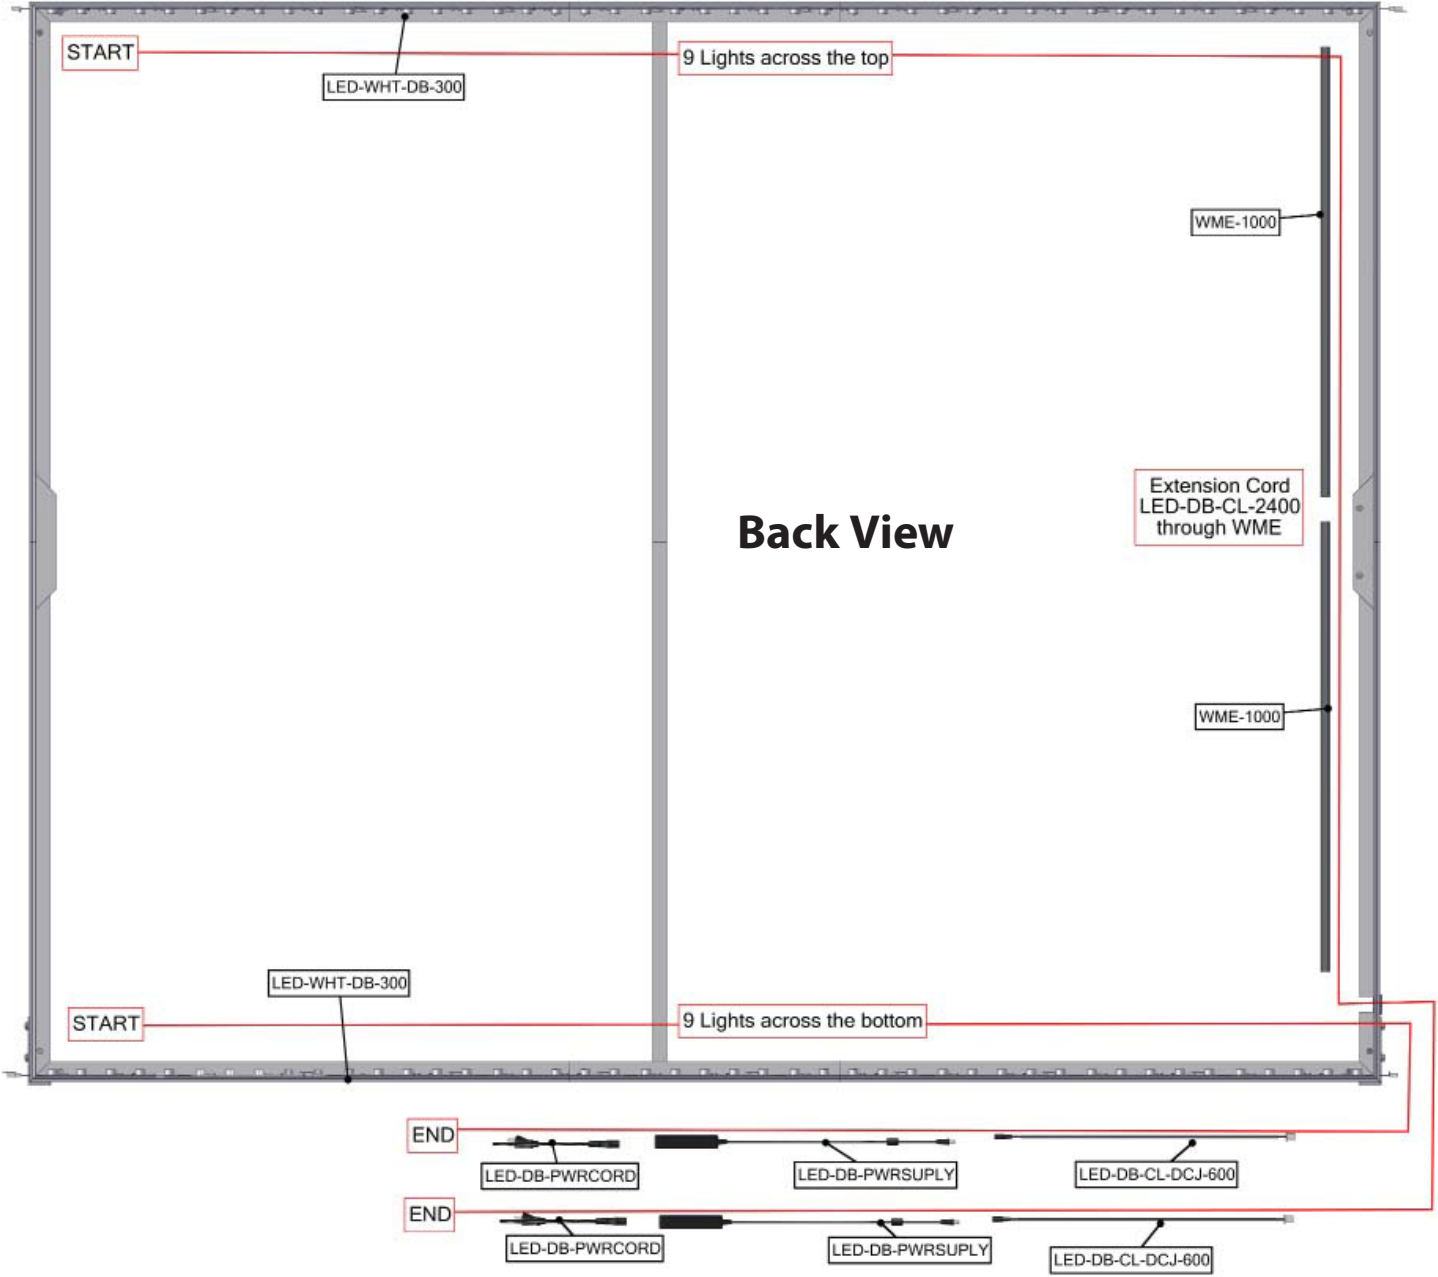 START
9 Lights across the top
LED-WHT-DB-300
WME-1000
Extension Cord
LED-DB-CL-2400
through WME
Back View
WME-1000
LED-WHT-DB-300
START
9 Lights across the bottom
END
LED-DB-PWRCORD
LED-DB-PWRSUPLY
LED-DB-CL-DCJ-600
END
LED-DB-PWRCORD
LED-DB-PWRSUPLY
LED-DB-CL-DCJ-600